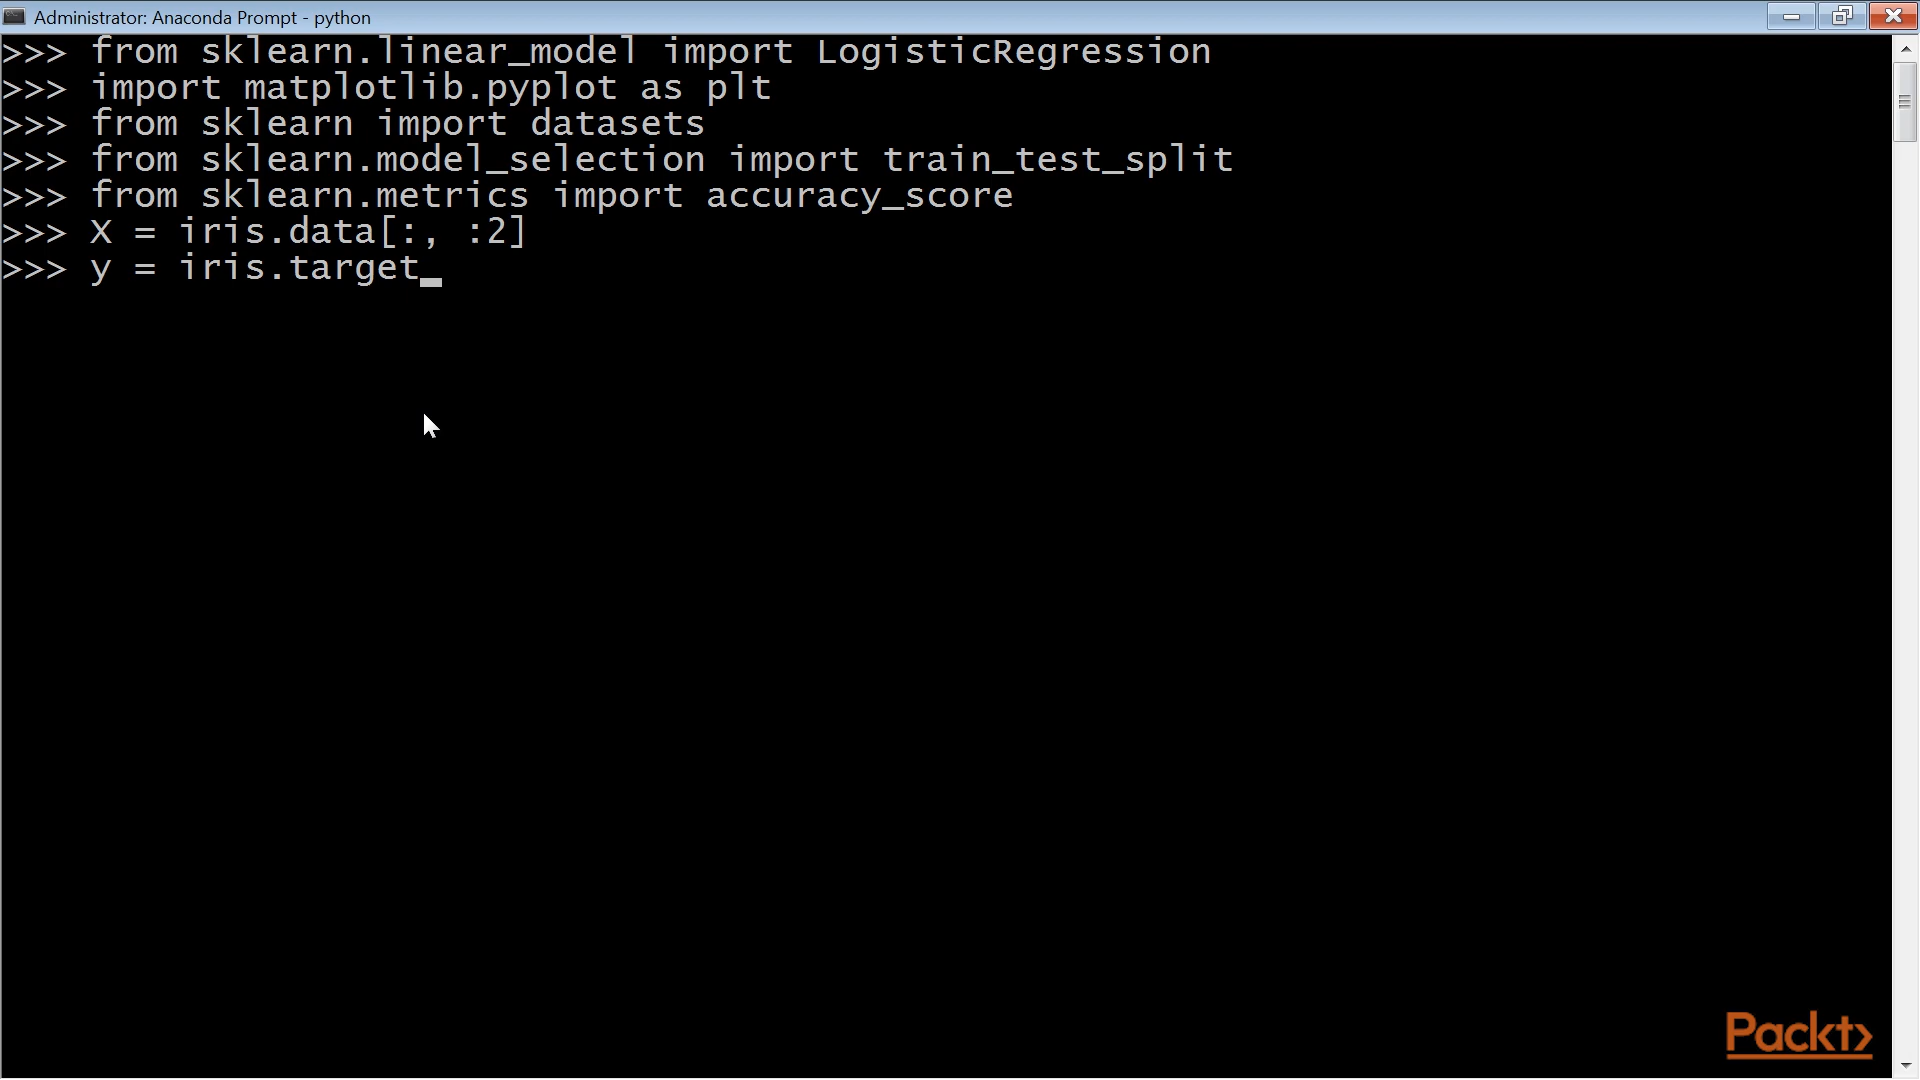 Administrator: Anaconda Prompt - python
>>> from sklearn.linear_model import LogisticRegression
>>> import matplotlib.pyplot as plt
>>> from sklearn import datasets
>>> from sklearn.model_selection import train_test_split
>>> from sklearn.metrics import accuracy_score
>>> X = iris.data[:, :2]
>>> y = iris.target_
Packt>